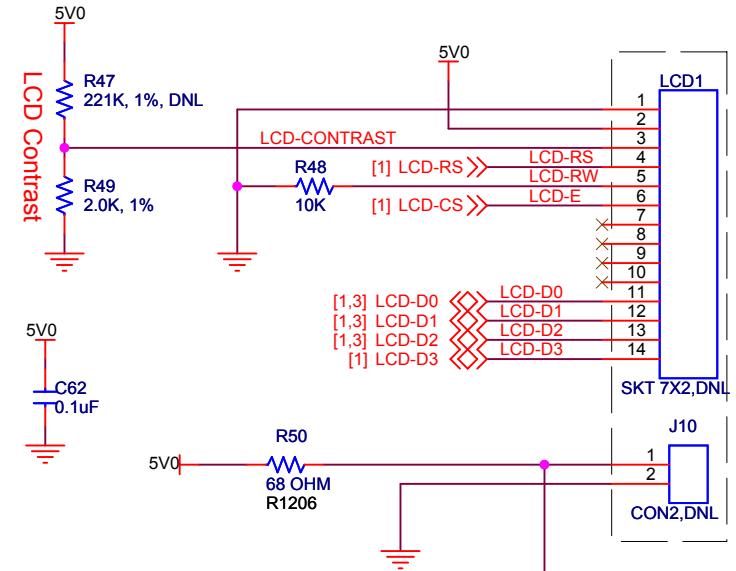 5V0
R47
221K, 1%, DNL
LCD Contrast
R49
2.0K, 1%
5V0
LCD1
1
2
LCD-CONTRAST
3
[1] LCD-RS
LCD-RS
4
R48
10K
LCD-RW
5
[1] LCD-CS
LCD-E
6
7
8
9
10
[1,3] LCD-D0
LCD-D0
11
[1,3] LCD-D1
LCD-D1
12
[1,3] LCD-D2
LCD-D2
13
[1] LCD-D3
LCD-D3
14
SKT 7X2,DNL
5V0
C62
0.1uF
5V0
R50
68 OHM
R1206
J10
1
2
CON2,DNL